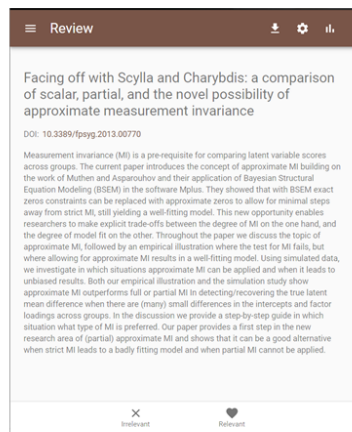 Review
Facing off with Scylla and Charybdis: a comparison
of scalar, partial, and the novel possibility of
approximate measurement invariance
DOI: 10.3389/fpsyg.2013.00770
Measurement invariance (MI) is a pre-requisite for comparing latent variable scores
across groups. The current paper introduces the concept of approximate MI building on
the work of Muthen and Asparouhov and their application of Bayesian Structural
Equation Modeling (BSEM) in the software Mplus. They showed that with BSEM exact
zeros constraints can be replaced with approximate zeros to allow for minimal steps
away from strict MI, still yielding a well-fitting model. This new opportunity enables
researchers to make explicit trade-offs between the degree of MI on the one hand, and
the degree of model fit on the other. Throughout the paper we discuss the topic of
approximate MI, followed by an empirical illustration where the test for MI fails, but
where allowing for approximate MI results in a well-fitting model. Using simulated data,
we investigate in which situations approximate MI can be applied and when it leads to
unbiased results. Both our empirical illustration and the simulation study show
approximate MI outperforms full or partial MI In detecting/recovering the true latent
mean difference when there are (many) small differences in the intercepts and factor
loadings across groups. In the discussion we provide a step-by-step guide in which
situation what type of MI is preferred. Our paper provides a first step in the new
research area of (partial) approximate MI and shows that it can be a good alternative
when strict MI leads to a badly fitting model and when partial MI cannot be applied.
Irrelevant
Relevant